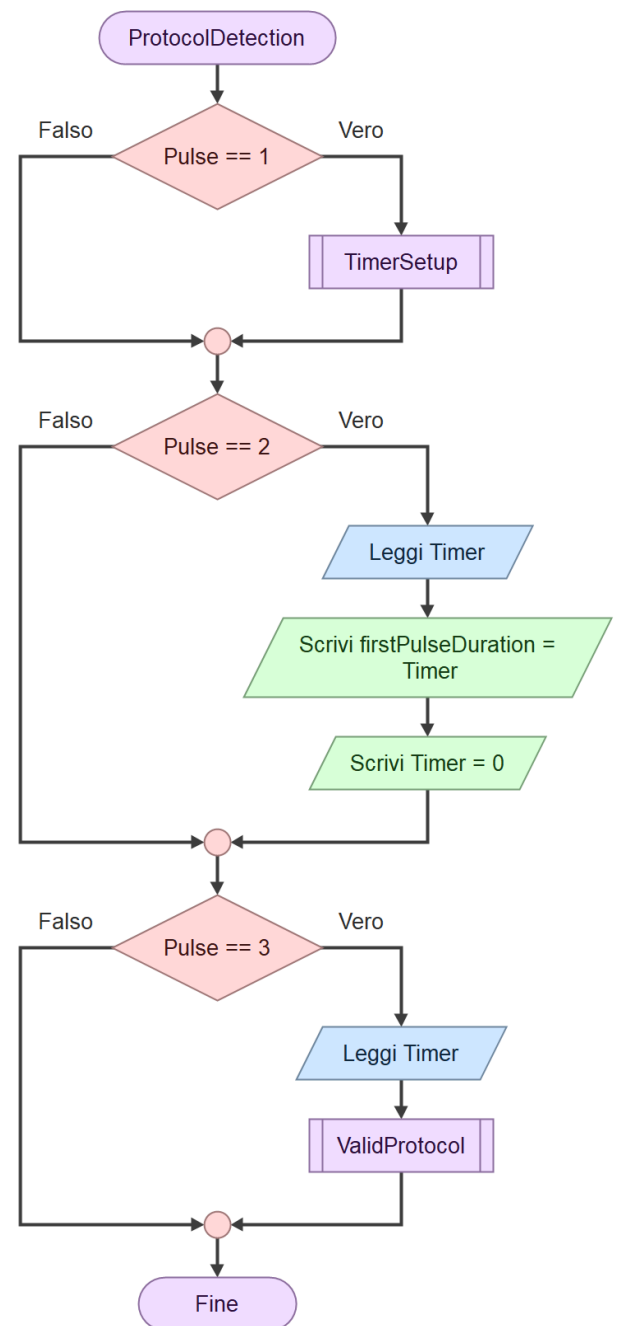 ProtocolDetection
Falso
Vero
Pulse == 1
TimerSetup
Falso
Vero
Pulse == 2
Leggi Timer
Scrivi firstPulseDuration =
Timer
Scrivi Timer = 0
Falso
Vero
Pulse == 3
Leggi Timer
ValidProtocol
Fine